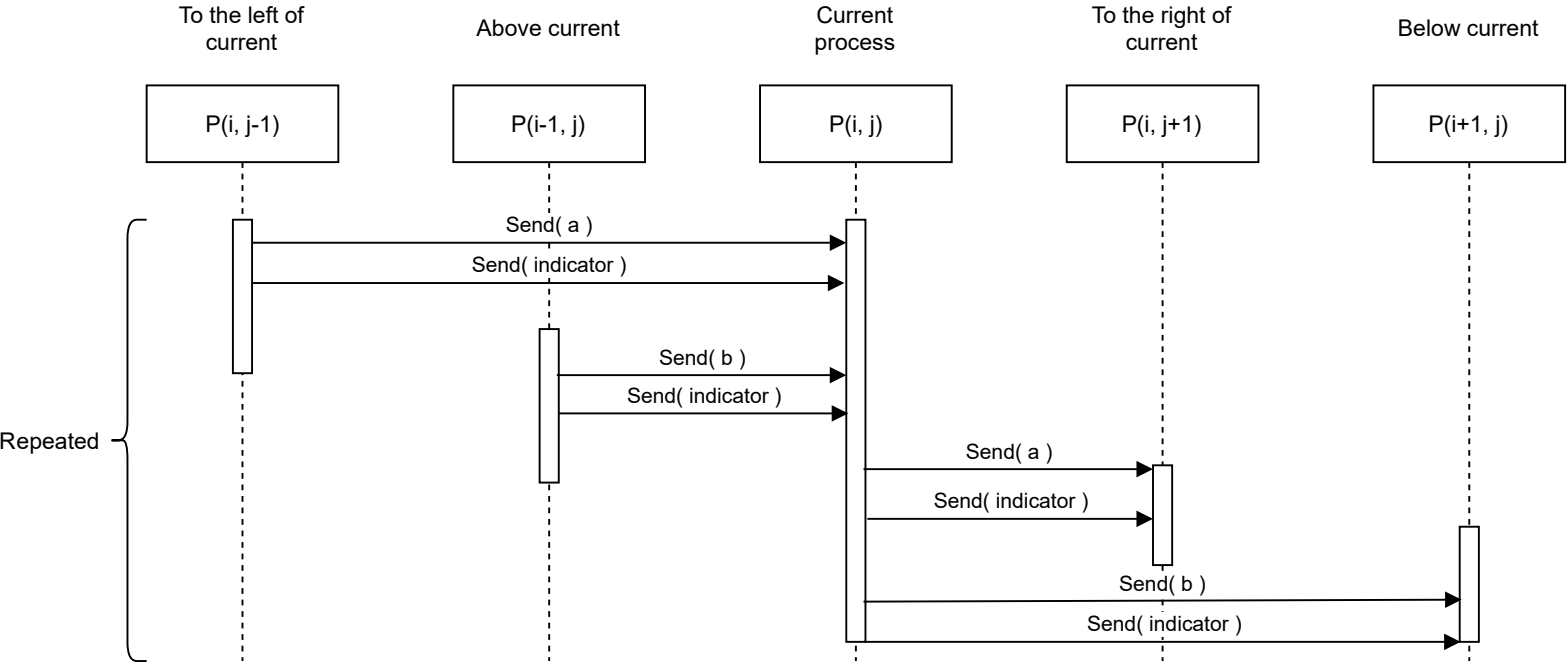 To the left of
current
Above current
Current
process
To the right of
current
Below current
P(i, j-1)
P(i-1, j)
P(i, j)
P(i, j+1)
P(i+1, j)
Send( a )
Send( indicator )
Send( b )
Send( indicator )
Repeated
Send( a )
Send( indicator )
Send( b )
Send( indicator )